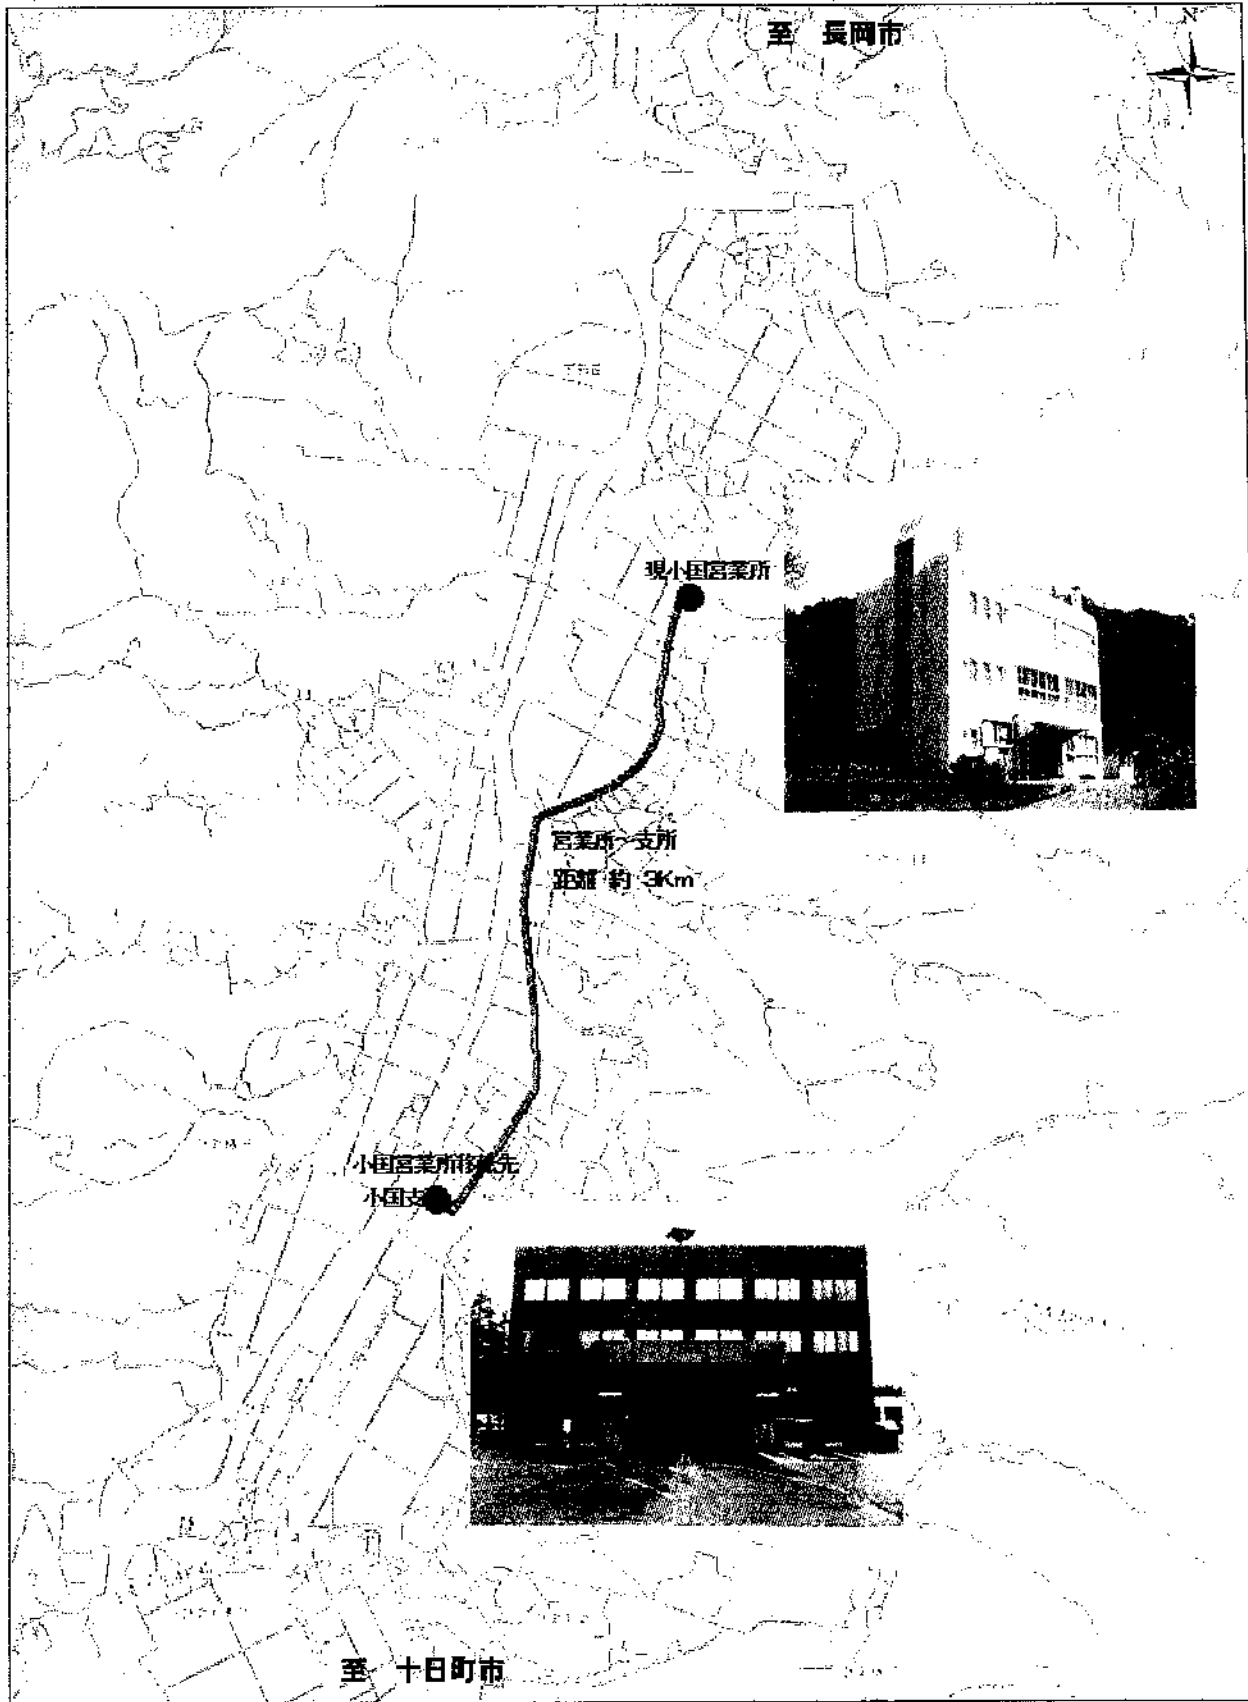 至 長岡市
N
現小国営業所
営業所~支所
距離 約 3Km
小国営業所移転先
小国支
至 十日町市